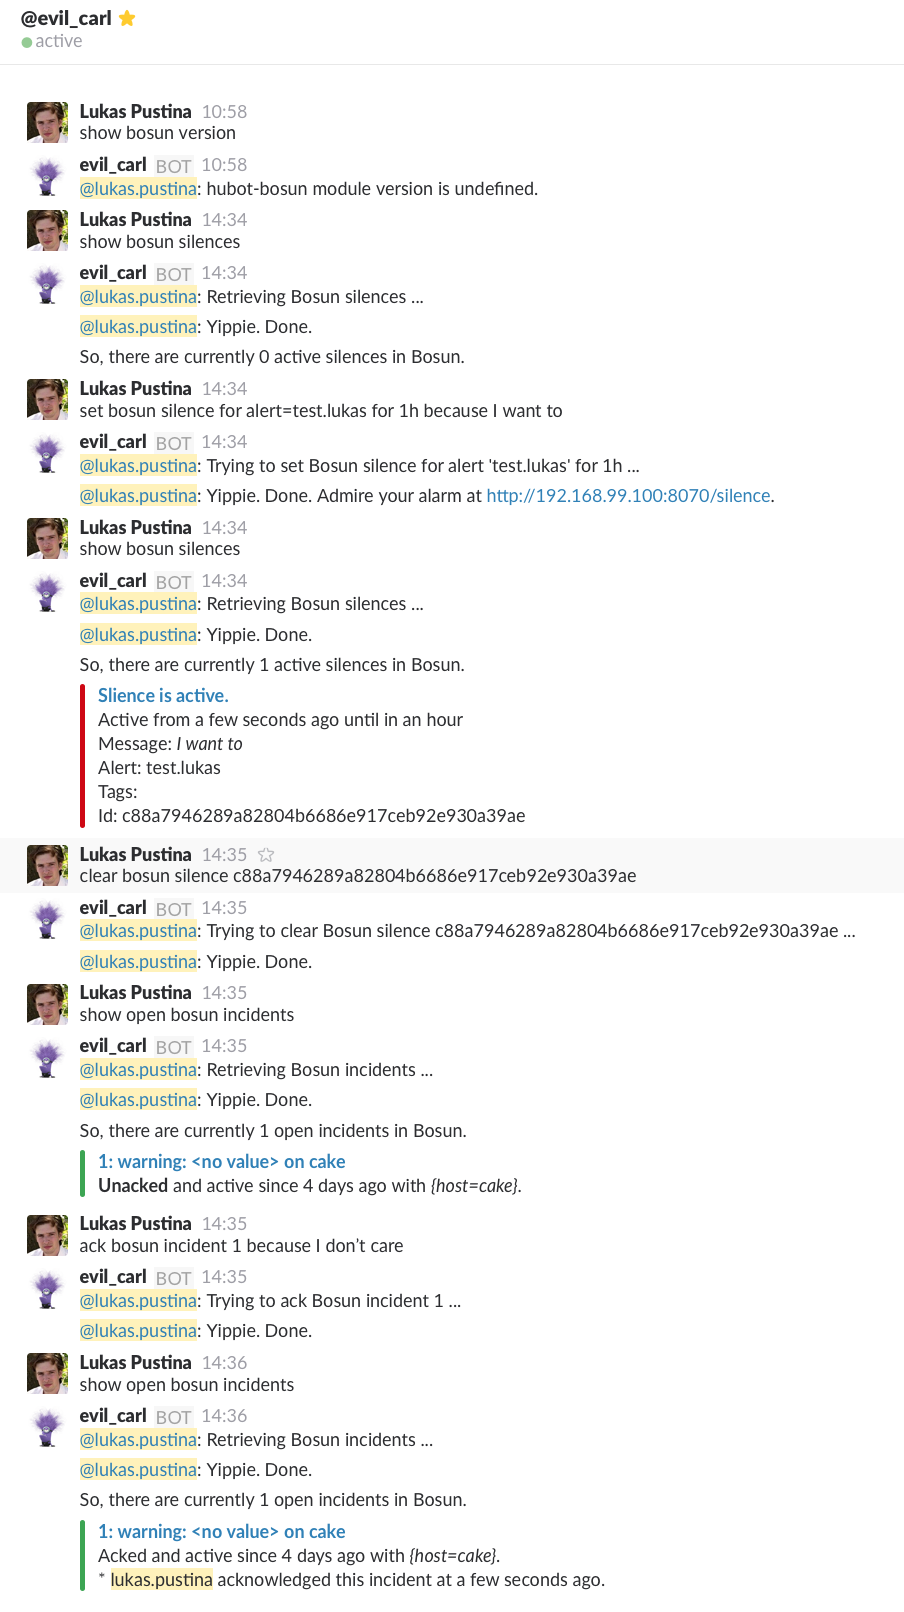 @evil_carl
active
Lukas Pustina 10:58
show bosun version
evil_carl BOT 10:58
@lukas.pustina: hubot-bosun module version is undefined.
Lukas Pustina 14:34
show bosun silences
evil_carl BOT 14:34
@lukas.pustina: Retrieving Bosun silences ...
@lukas.pustina: Yippie. Done.
So, there are currently 0 active silences in Bosun.
Lukas Pustina 14:34
set bosun silence for alert=test.lukas for 1h because I want to
evil_carl BOT 14:34
@lukas.pustina: Trying to set Bosun silence for alert 'test.lukas' for 1h ...
@lukas.pustina: Yippie. Done. Admire your alarm at http://192.168.99.100:8070/silence.
Lukas Pustina 14:34
show bosun silences
evil_carl BOT 14:34
@lukas.pustina: Retrieving Bosun silences ...
@lukas.pustina: Yippie. Done.
So, there are currently 1 active silences in Bosun.
Slience is active.
Active from a few seconds ago until in an hour
Message: I want to
Alert: test.lukas
Tags:
Id: c88a7946289a82804b6686e917ceb92e930a39ae
Lukas Pustina 14:35
clear bosun silence c88a7946289a82804b6686e917ceb92e930a39ae
evil_carl BOT 14:35
@lukas.pustina: Trying to clear Bosun silence c88a7946289a82804b6686e917ceb92e930a39ae ...
@lukas.pustina: Yippie. Done.
Lukas Pustina 14:35
show open bosun incidents
evil_carl BOT 14:35
@lukas.pustina: Retrieving Bosun incidents ...
@lukas.pustina: Yippie. Done.
So, there are currently 1 open incidents in Bosun.
1: warning: <no value> on cake
Unacked and active since 4 days ago with {host=cake}.
Lukas Pustina 14:35
ack bosun incident 1 because I don't care
evil_carl BOT 14:35
@lukas.pustina: Trying to ack Bosun incident 1 ...
@lukas.pustina: Yippie. Done.
Lukas Pustina 14:36
show open bosun incidents
evil_carl BOT 14:36
@lukas.pustina: Retrieving Bosun incidents ...
@lukas.pustina: Yippie. Done.
So, there are currently 1 open incidents in Bosun.
1: warning: <no value> on cake
Acked and active since 4 days ago with {host=cake}.
* lukas.pustina acknowledged this incident at a few seconds ago.